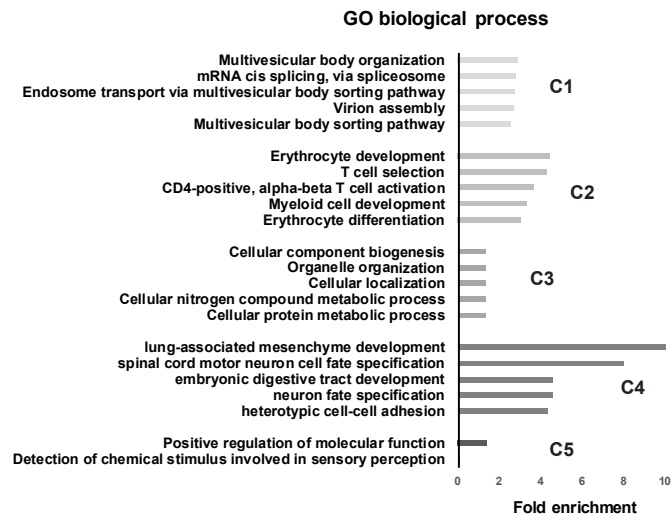 GO biological process
Multivesicular body organization
mRNA cis splicing, via spliceosome
Endosome transport via multivesicular body sorting pathway
Virion assembly
Multivesicular body sorting pathway
C1
Erythrocyte development
T cell selection
CD4-positive, alpha-beta T cell activation
Myeloid cell development
Erythrocyte differentiation
C2
Cellular component biogenesis
Organelle organization
Cellular localization
Cellular nitrogen compound metabolic process
Cellular protein metabolic process
C3
lung-associated mesenchyme development
spinal cord motor neuron cell fate specification
embryonic digestive tract development
neuron fate specification
heterotypic cell-cell adhesion
C4
Positive regulation of molecular function
Detection of chemical stimulus involved in sensory perception
C5
0 2 4 6 8 10
Fold enrichment